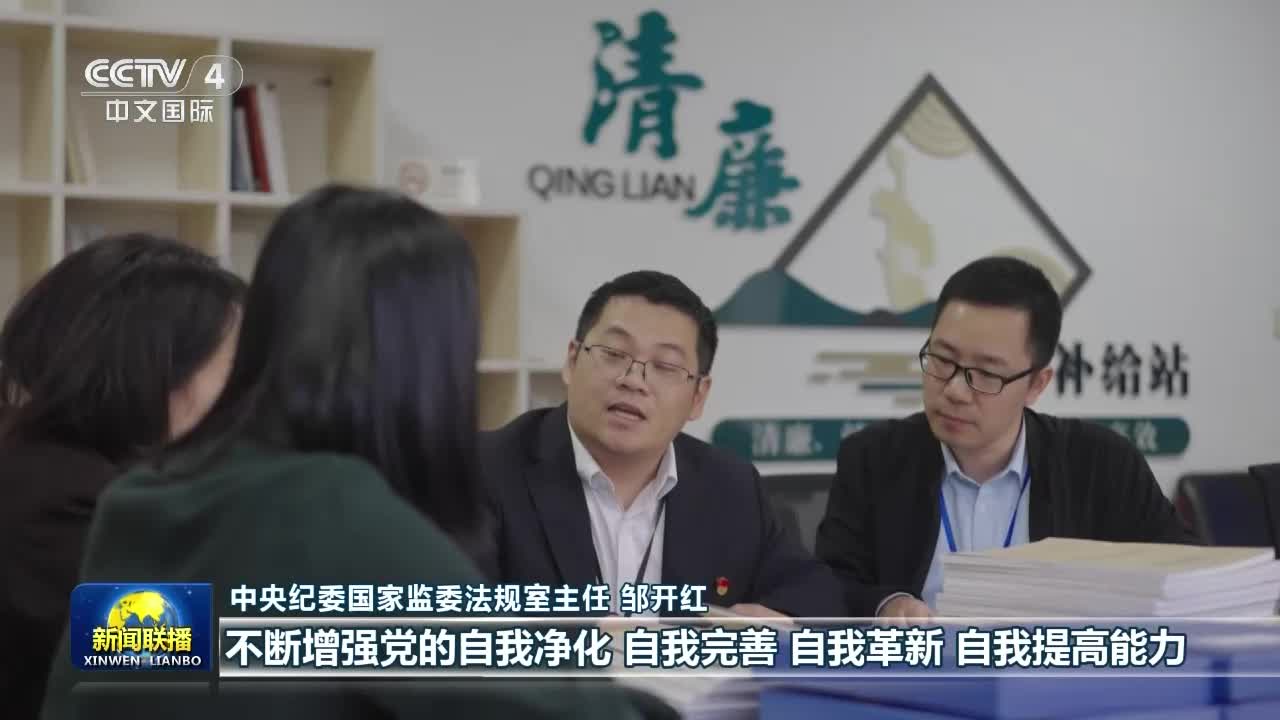 CCTV 4
中文国际
清廉
QING LIAN
补给站
清廉
高效
中央纪委国家监委法规室主任 邹开红
新闻联播
XINWEN LIANBO
不断增强党的自我净化 自我完善 自我革新 自我提高能力